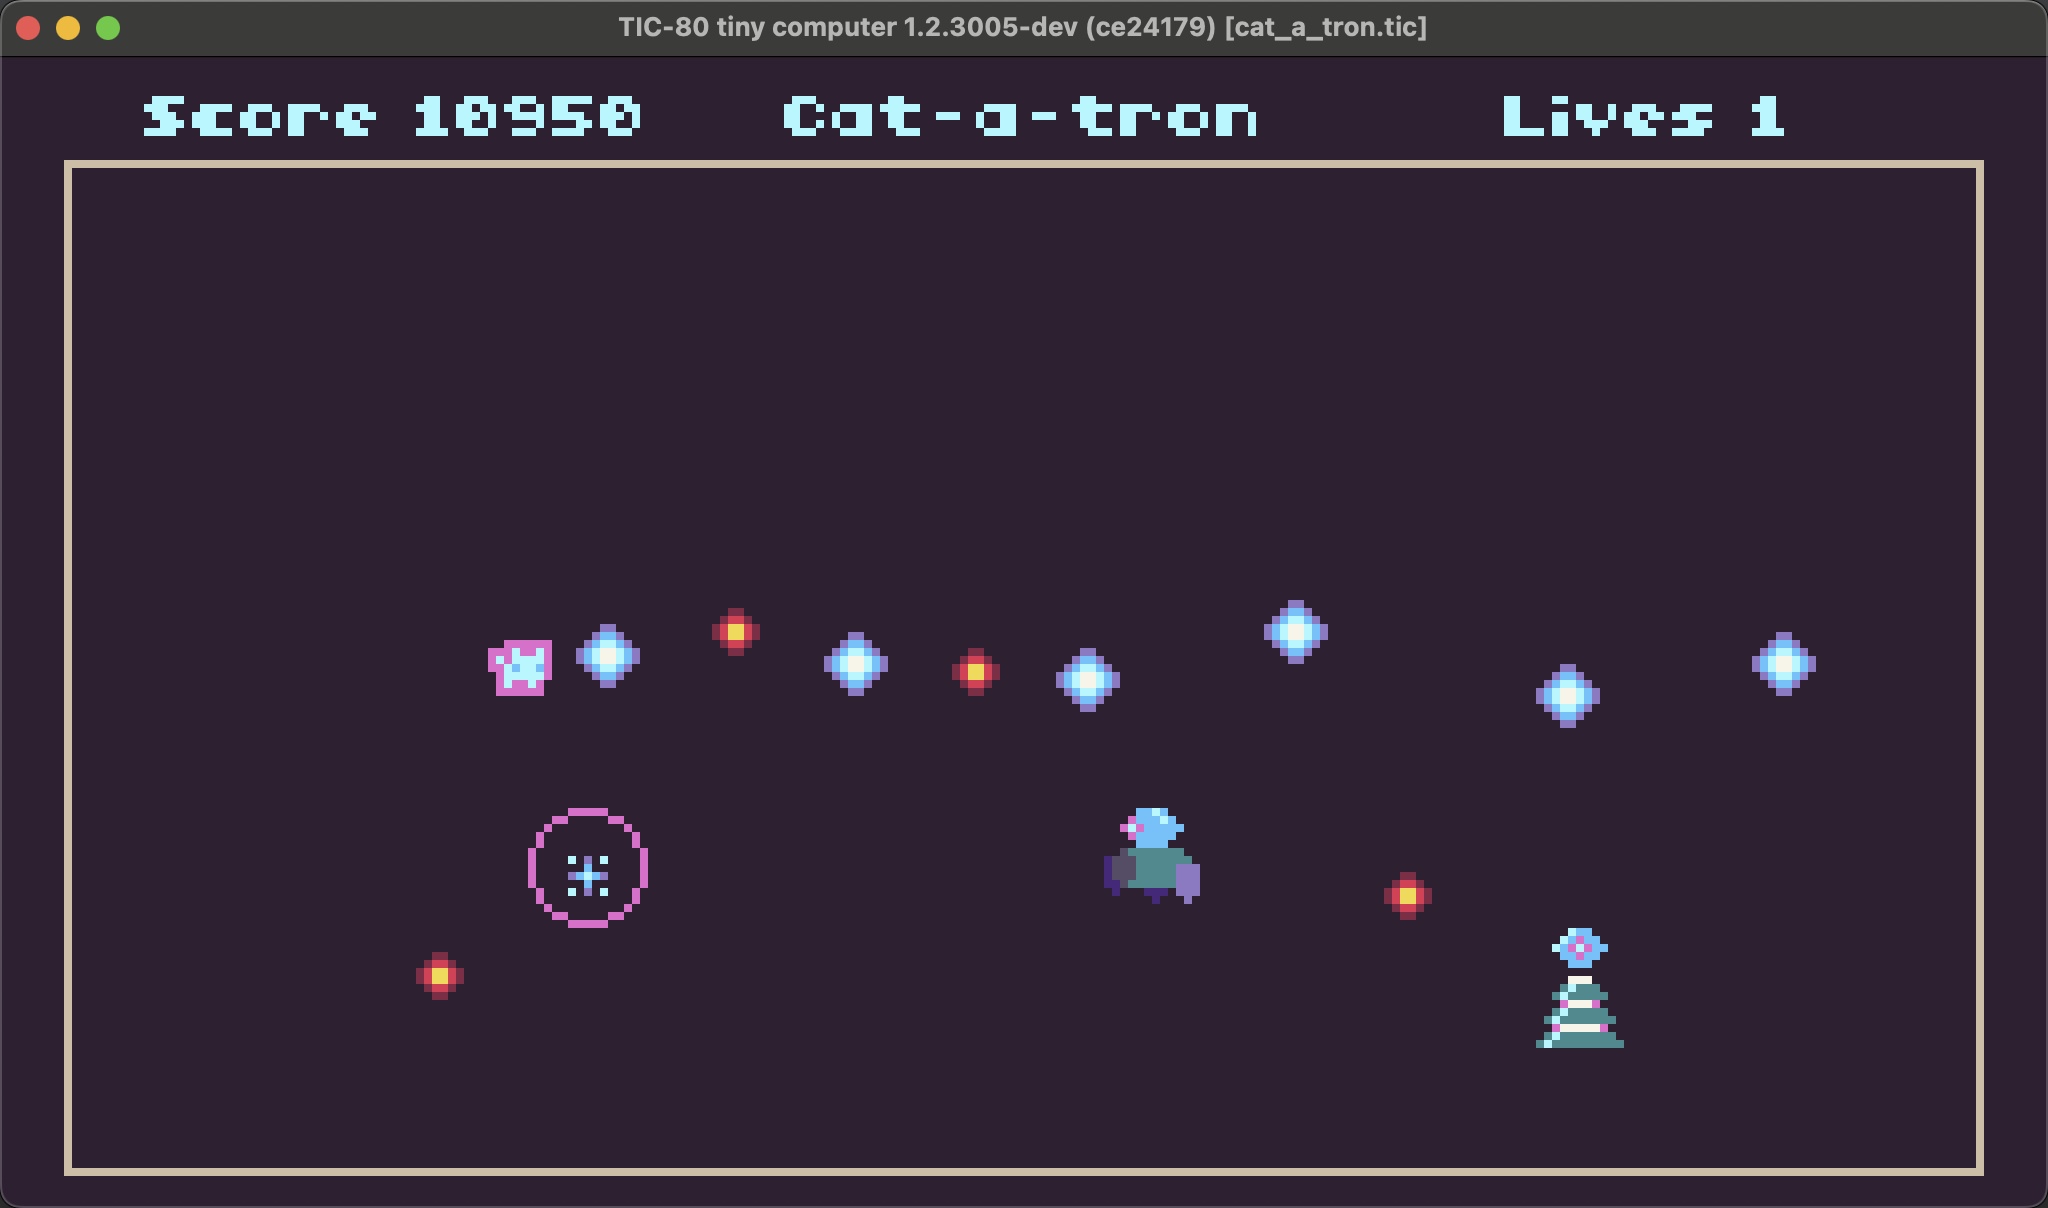 TIC-80 tiny computer 1.2.3005-dev (ce24179) [cat_a_tron.tic]
Score 10950 Cat-a-tron Lives 1